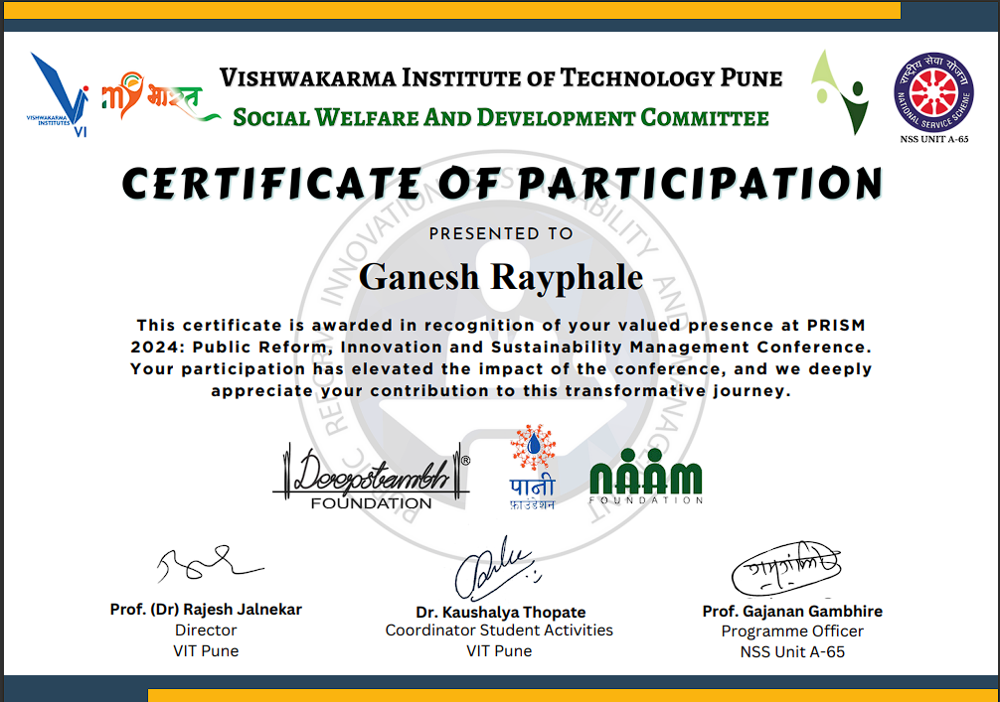 VISHWAKARMA INSTITUTES
VI
my भारत
VISHWAKARMA INSTITUTE OF TECHNOLOGY PUNE
SOCIAL WELFARE AND DEVELOPMENT COMMITTEE
राष्ट्रीय सेवा योजना
NATIONAL SERVICE SCHEME
NSS UNIT A-65
CERTIFICATE OF PARTICIPATION
PRESENTED TO
Ganesh Rayphale
This certificate is awarded in recognition of your valued presence at PRISM
2024: Public Reform, Innovation and Sustainability Management Conference.
Your participation has elevated the impact of the conference, and we deeply
appreciate your contribution to this transformative journey.
Deepstambh®
FOUNDATION
पानी
फ़ाउंडेशन
NAAM
FOUNDATION
Prof. (Dr) Rajesh Jalnekar
Director
VIT Pune
Dr. Kaushalya Thopate
Coordinator Student Activities
VIT Pune
Prof. Gajanan Gambhire
Programme Officer
NSS Unit A-65